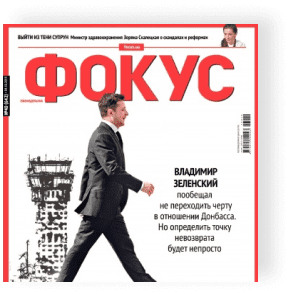 ВЫЙТИ ИЗ ТЕНИ СУПРУН Министр здравоохранения Зоряна Скалецкая о скандалах и реформах
ФОКУС
ВЛАДИМИР
ЗЕЛЕНСКИЙ
пообещал
не переходить черту
в отношении Донбасса.
Но определить точку
невозврата
будет непросто